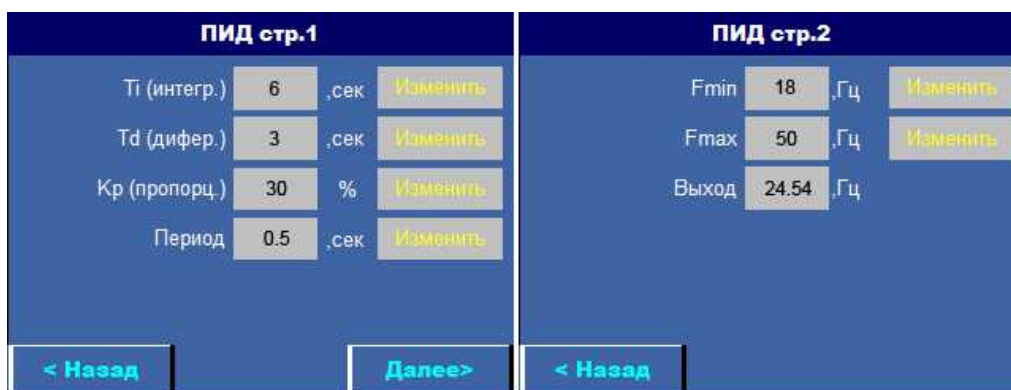 ПИД стр.1
Ti (интегр.) 6 ,сек Изменить
Td (дифер.) 3 ,сек Изменить
Kp (пропорц.) 30 % Изменить
Период 0.5 ,сек Изменить
< Назад Далее>
ПИД стр.2
Fmin 18 ,Гц Изменить
Fmax 50 ,Гц Изменить
Выход 24.54 ,Гц
< Назад